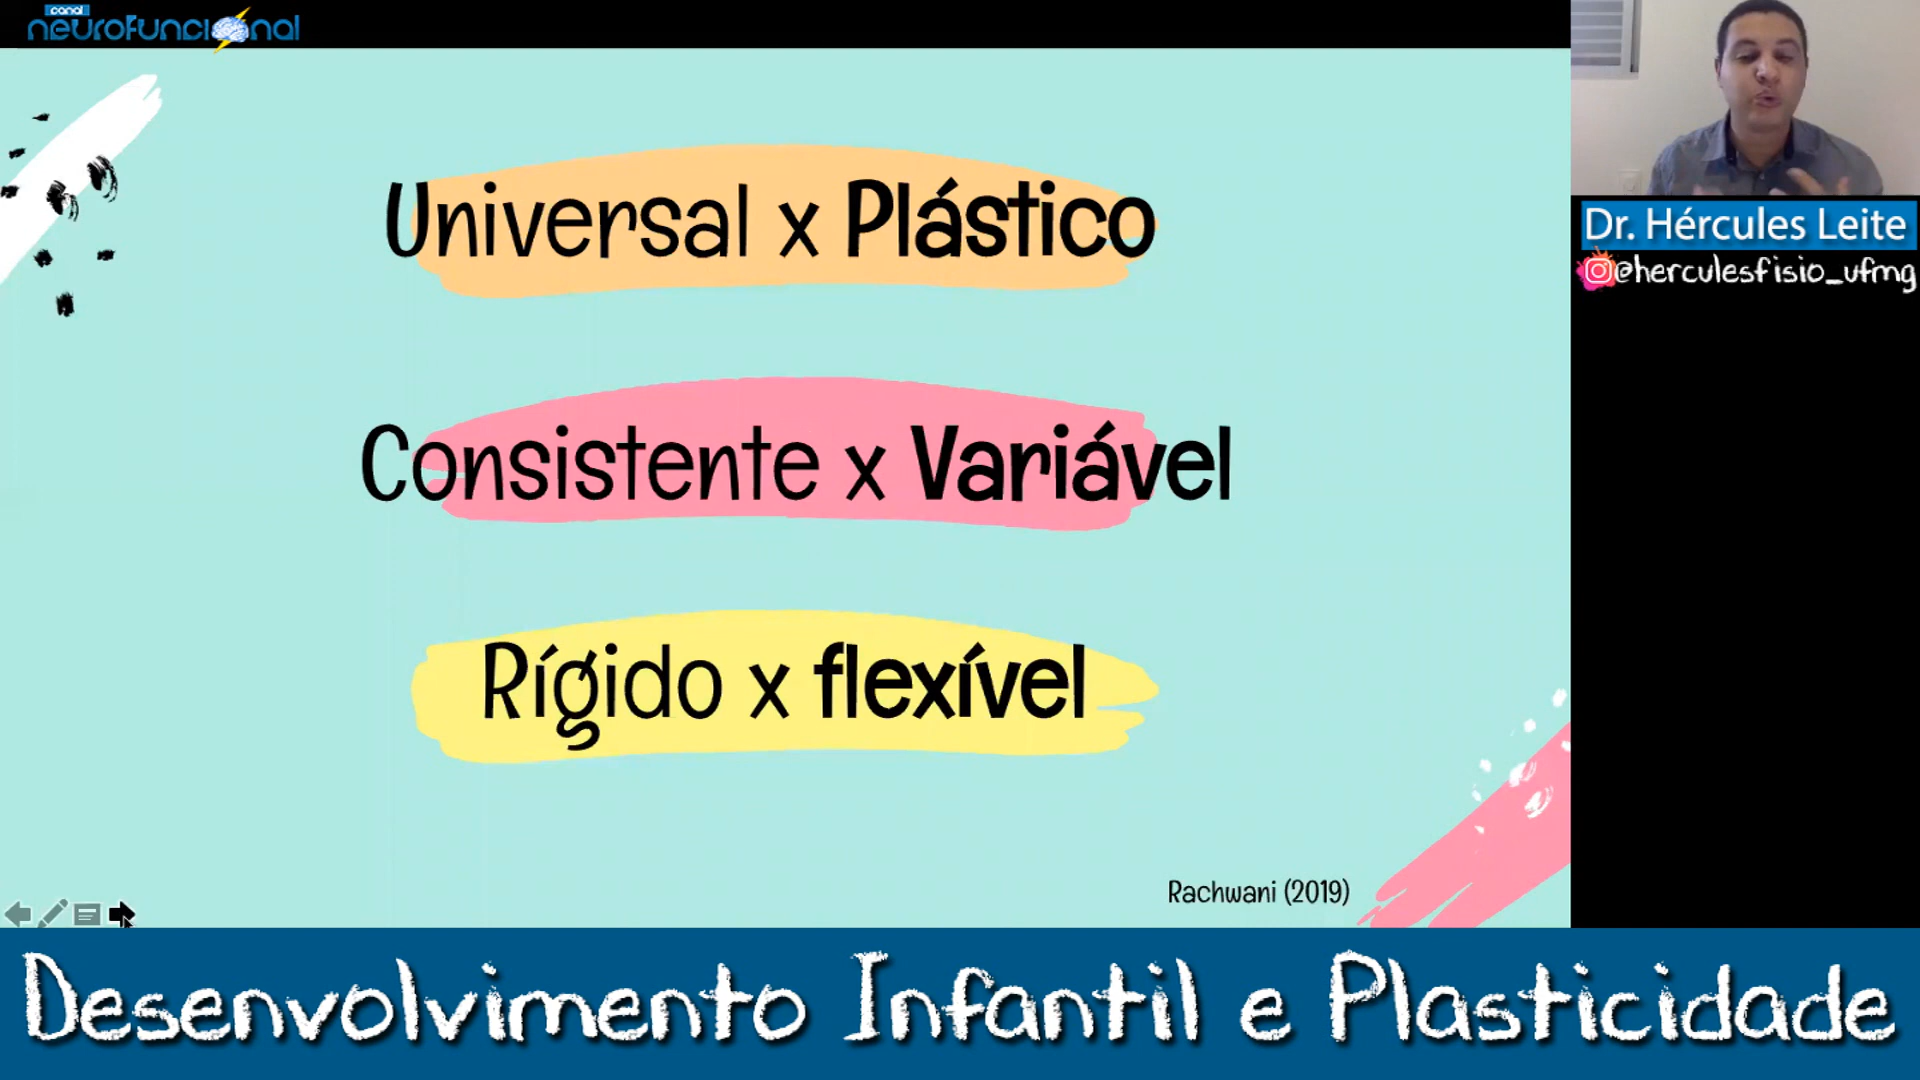 canal
neurofuncional
Universal x Plástico
Consistente x Variável
Rígido x flexível
Rachwani (2019)
Dr. Hércules Leite
@herculesfisio_ufmg
Desenvolvimento Infantil e Plasticidade